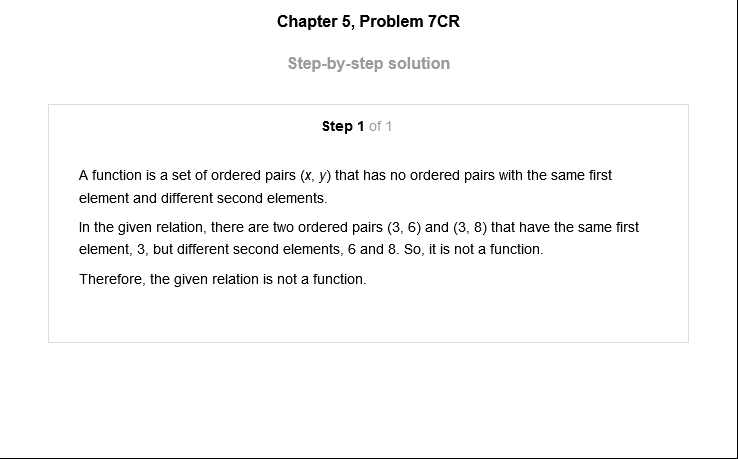 Chapter 5, Problem 7CR
Step-by-step solution
Step 1 of 1
A function is a set of ordered pairs (x, y) that has no ordered pairs with the same first
element and different second elements.
In the given relation, there are two ordered pairs (3, 6) and (3, 8) that have the same first
element, 3, but different second elements, 6 and 8. So, it is not a function.
Therefore, the given relation is not a function.